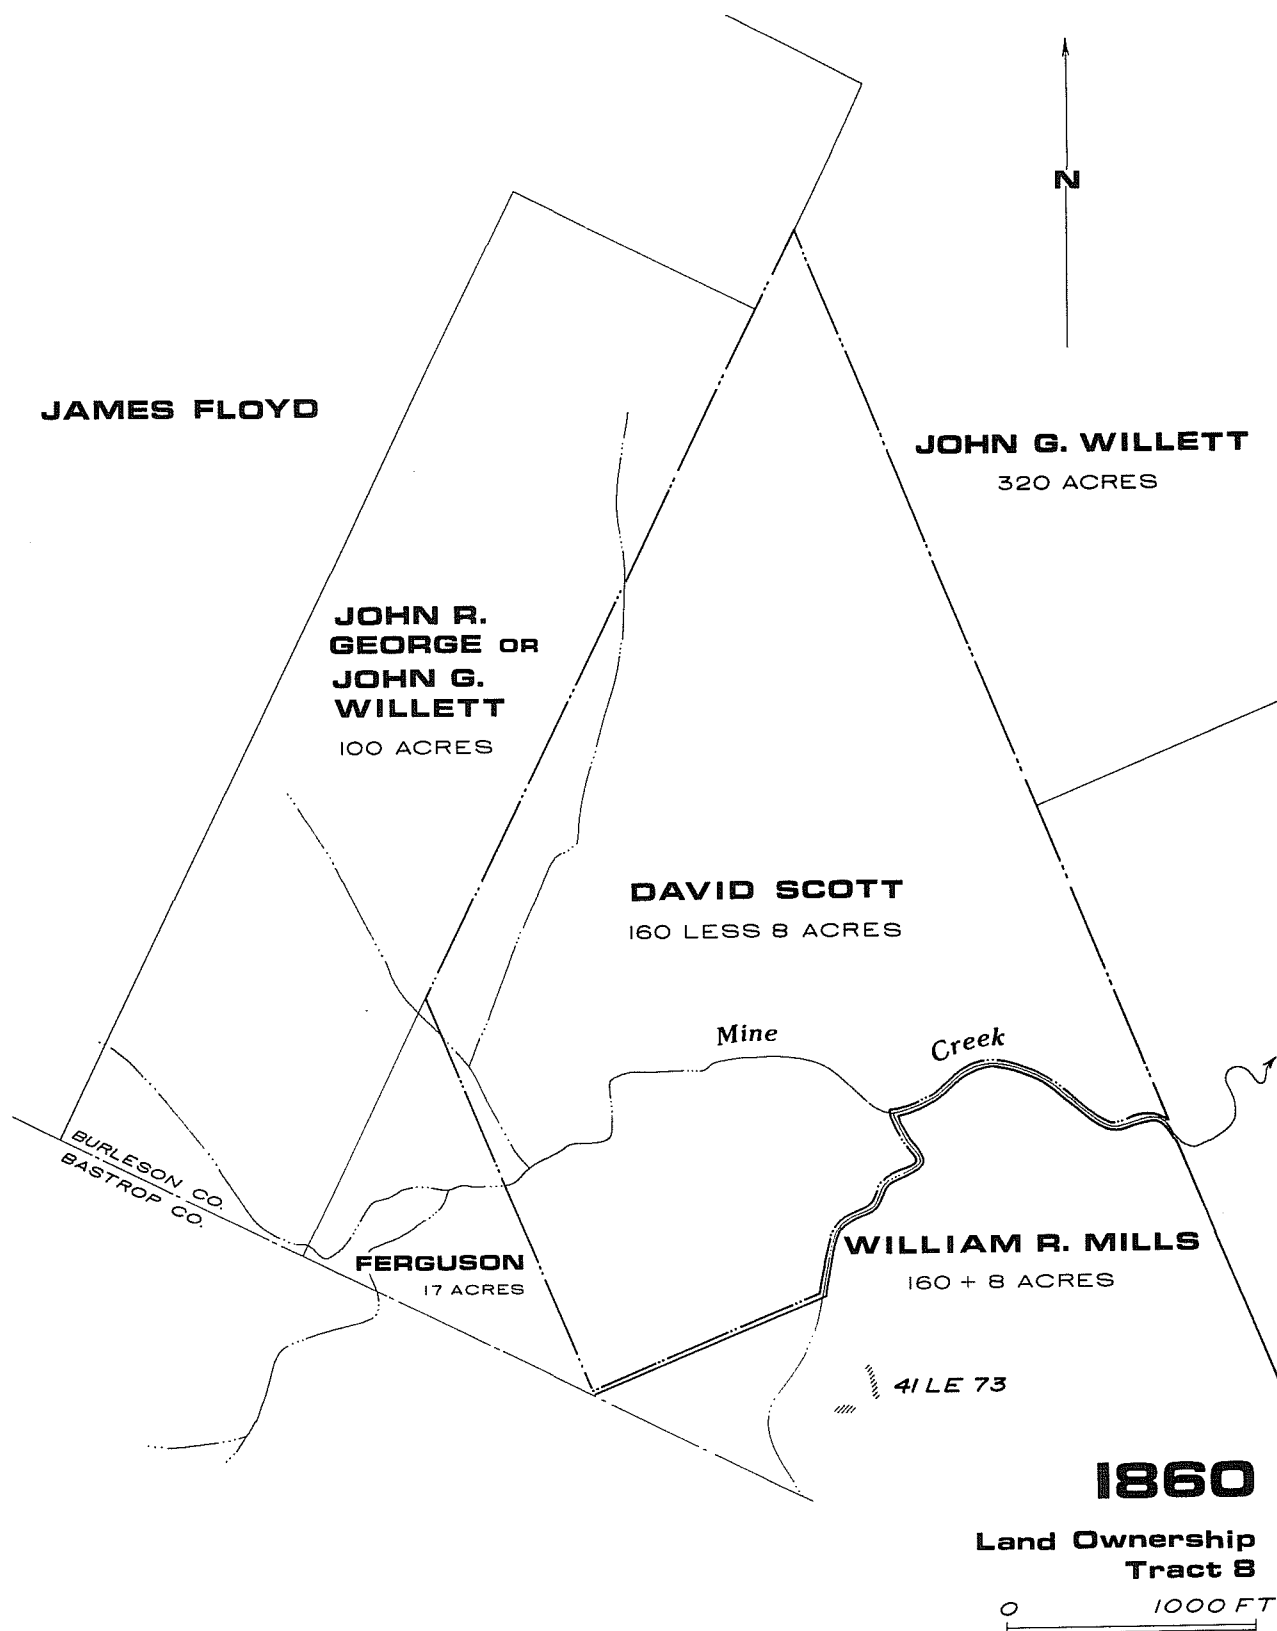 N
JAMES FLOYD
JOHN G. WILLETT
320 ACRES
JOHN R.
GEORGE OR
JOHN G.
WILLETT
100 ACRES
DAVID SCOTT
160 LESS 8 ACRES
Mine Creek
BURLESON CO.
BASTROP CO.
FERGUSON
17 ACRES
WILLIAM R. MILLS
160 + 8 ACRES
41 LE 73
1860
Land Ownership
Tract 8
0 1000 FT